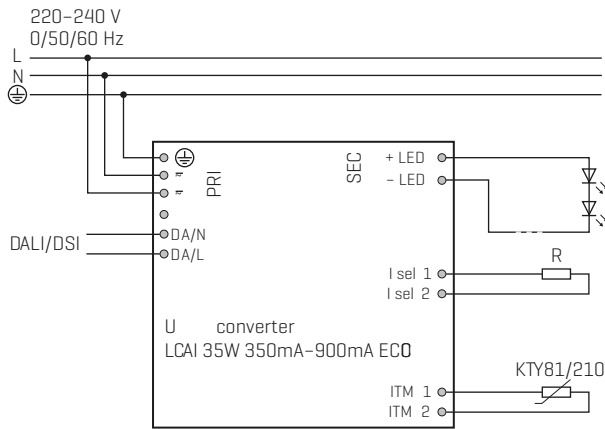 220–240 V
0/50/60 Hz
L
N
PRI
SEC
+ LED
– LED
DALI/DSI
DA/N
DA/L
I sel 1
I sel 2
R
U converter
LCAI 35W 350mA–900mA ECO
KTY81/210
ITM 1
ITM 2